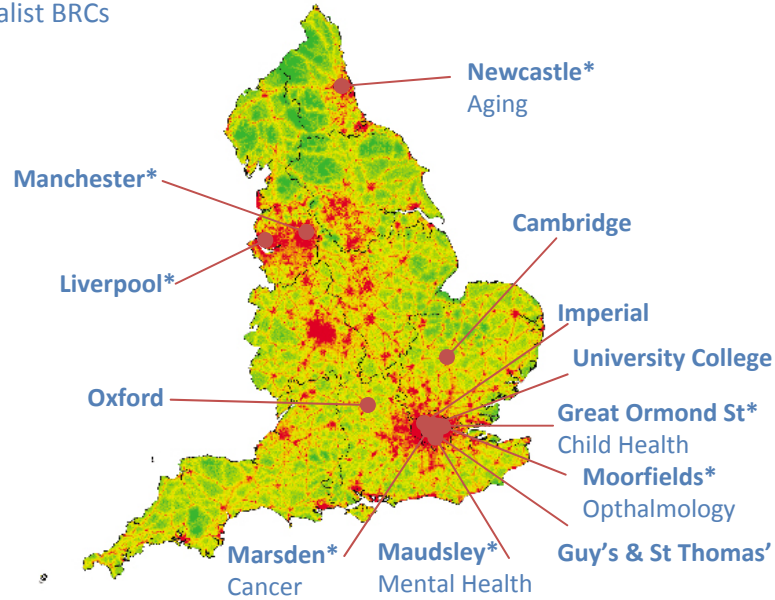 alist BRCs
Newcastle*
Aging
Manchester*
Cambridge
Liverpool*
Imperial
University College
Oxford
Great Ormond St*
Child Health
Moorfields*
Opthalmology
Guy's & St Thomas'
Marsden*
Cancer
Maudsley*
Mental Health